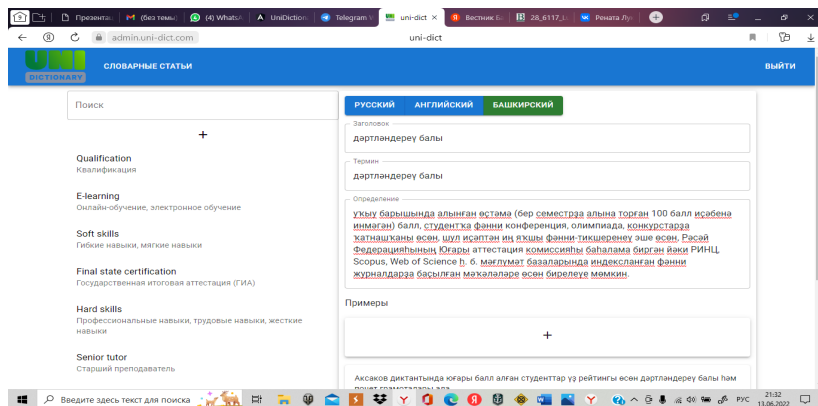 9
Презента
(без темы)
(4) WhatsA
UniDiction
Telegram
uni-dict
Вестник Б
28_6117_
Рената Лу
admin.uni-dict.com
uni-dict
UNI
DICTIONARY
СЛОВАРНЫЕ СТАТЬИ
ВЫЙТИ
Поиск
+
Qualification
Квалификация
E-learning
Онлайн-обучение, электронное обучение
Soft skills
Гибкие навыки, мягкие навыки
Final state certification
Государственная итоговая аттестация (ГИА)
Hard skills
Профессиональные навыки, трудовые навыки, жесткие
навыки
Senior tutor
Старший преподаватель
РУССКИЙ АНГЛИЙСКИЙ БАШКИРСКИЙ
Заголовок
дәртләндереү балы
Термин
дәртләндереү балы
Определение
уҡыу барышында алынған өҫтәмә (бер семестрҙа алына торған 100 балл иҫәбенә
инмәгән) балл, студентҡа фәнни конференция, олимпиада, конкурстарҙа
ҡатнашҡаны өсөн, шул иҫәптән иң яҡшы фәнни-тикшеренеү эше өсөн, Рәсәй
Федерацияһының Юғары аттестация комиссияһы баһалама биргән йәки РИНЦ,
Scopus, Web of Science һ. б. мәғлүмәт базаларында индексланған фәнни
журналдарҙа баҫылған мәҡәләләре өсөн бирелеүе мөмкин.
Примеры
+
Аксаков диктантында юғары балл алған студенттар үҙ рейтингы өсөн дәртләндереү балы һәм
Введите здесь текст для поиска
РУС
21:32
13.06.2022